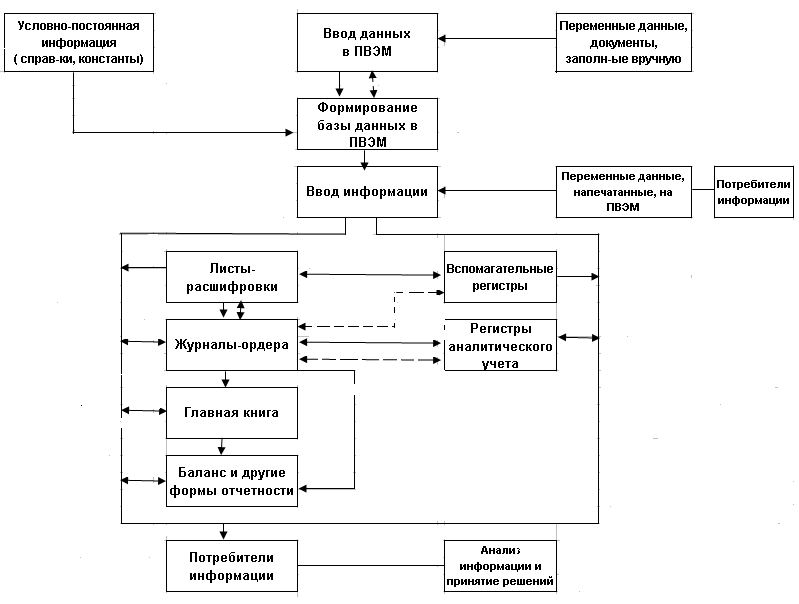 Условно-постоянная
информация
( справ-ки, константы)
Ввод данных
в ПВЭМ
Переменные данные,
документы,
заполн-ые вручную
Формирование
базы данных в
ПВЭМ
Ввод информации
Переменные данные,
напечатанные, на
ПВЭМ
Потребители
информации
Листы-
расшифровки
Вспомагательные
регистры
Журналы-ордера
Регистры
аналитического
учета
Главная книга
Баланс и другие
формы отчетности
Потребители
информации
Анализ
информации и
принятие решений